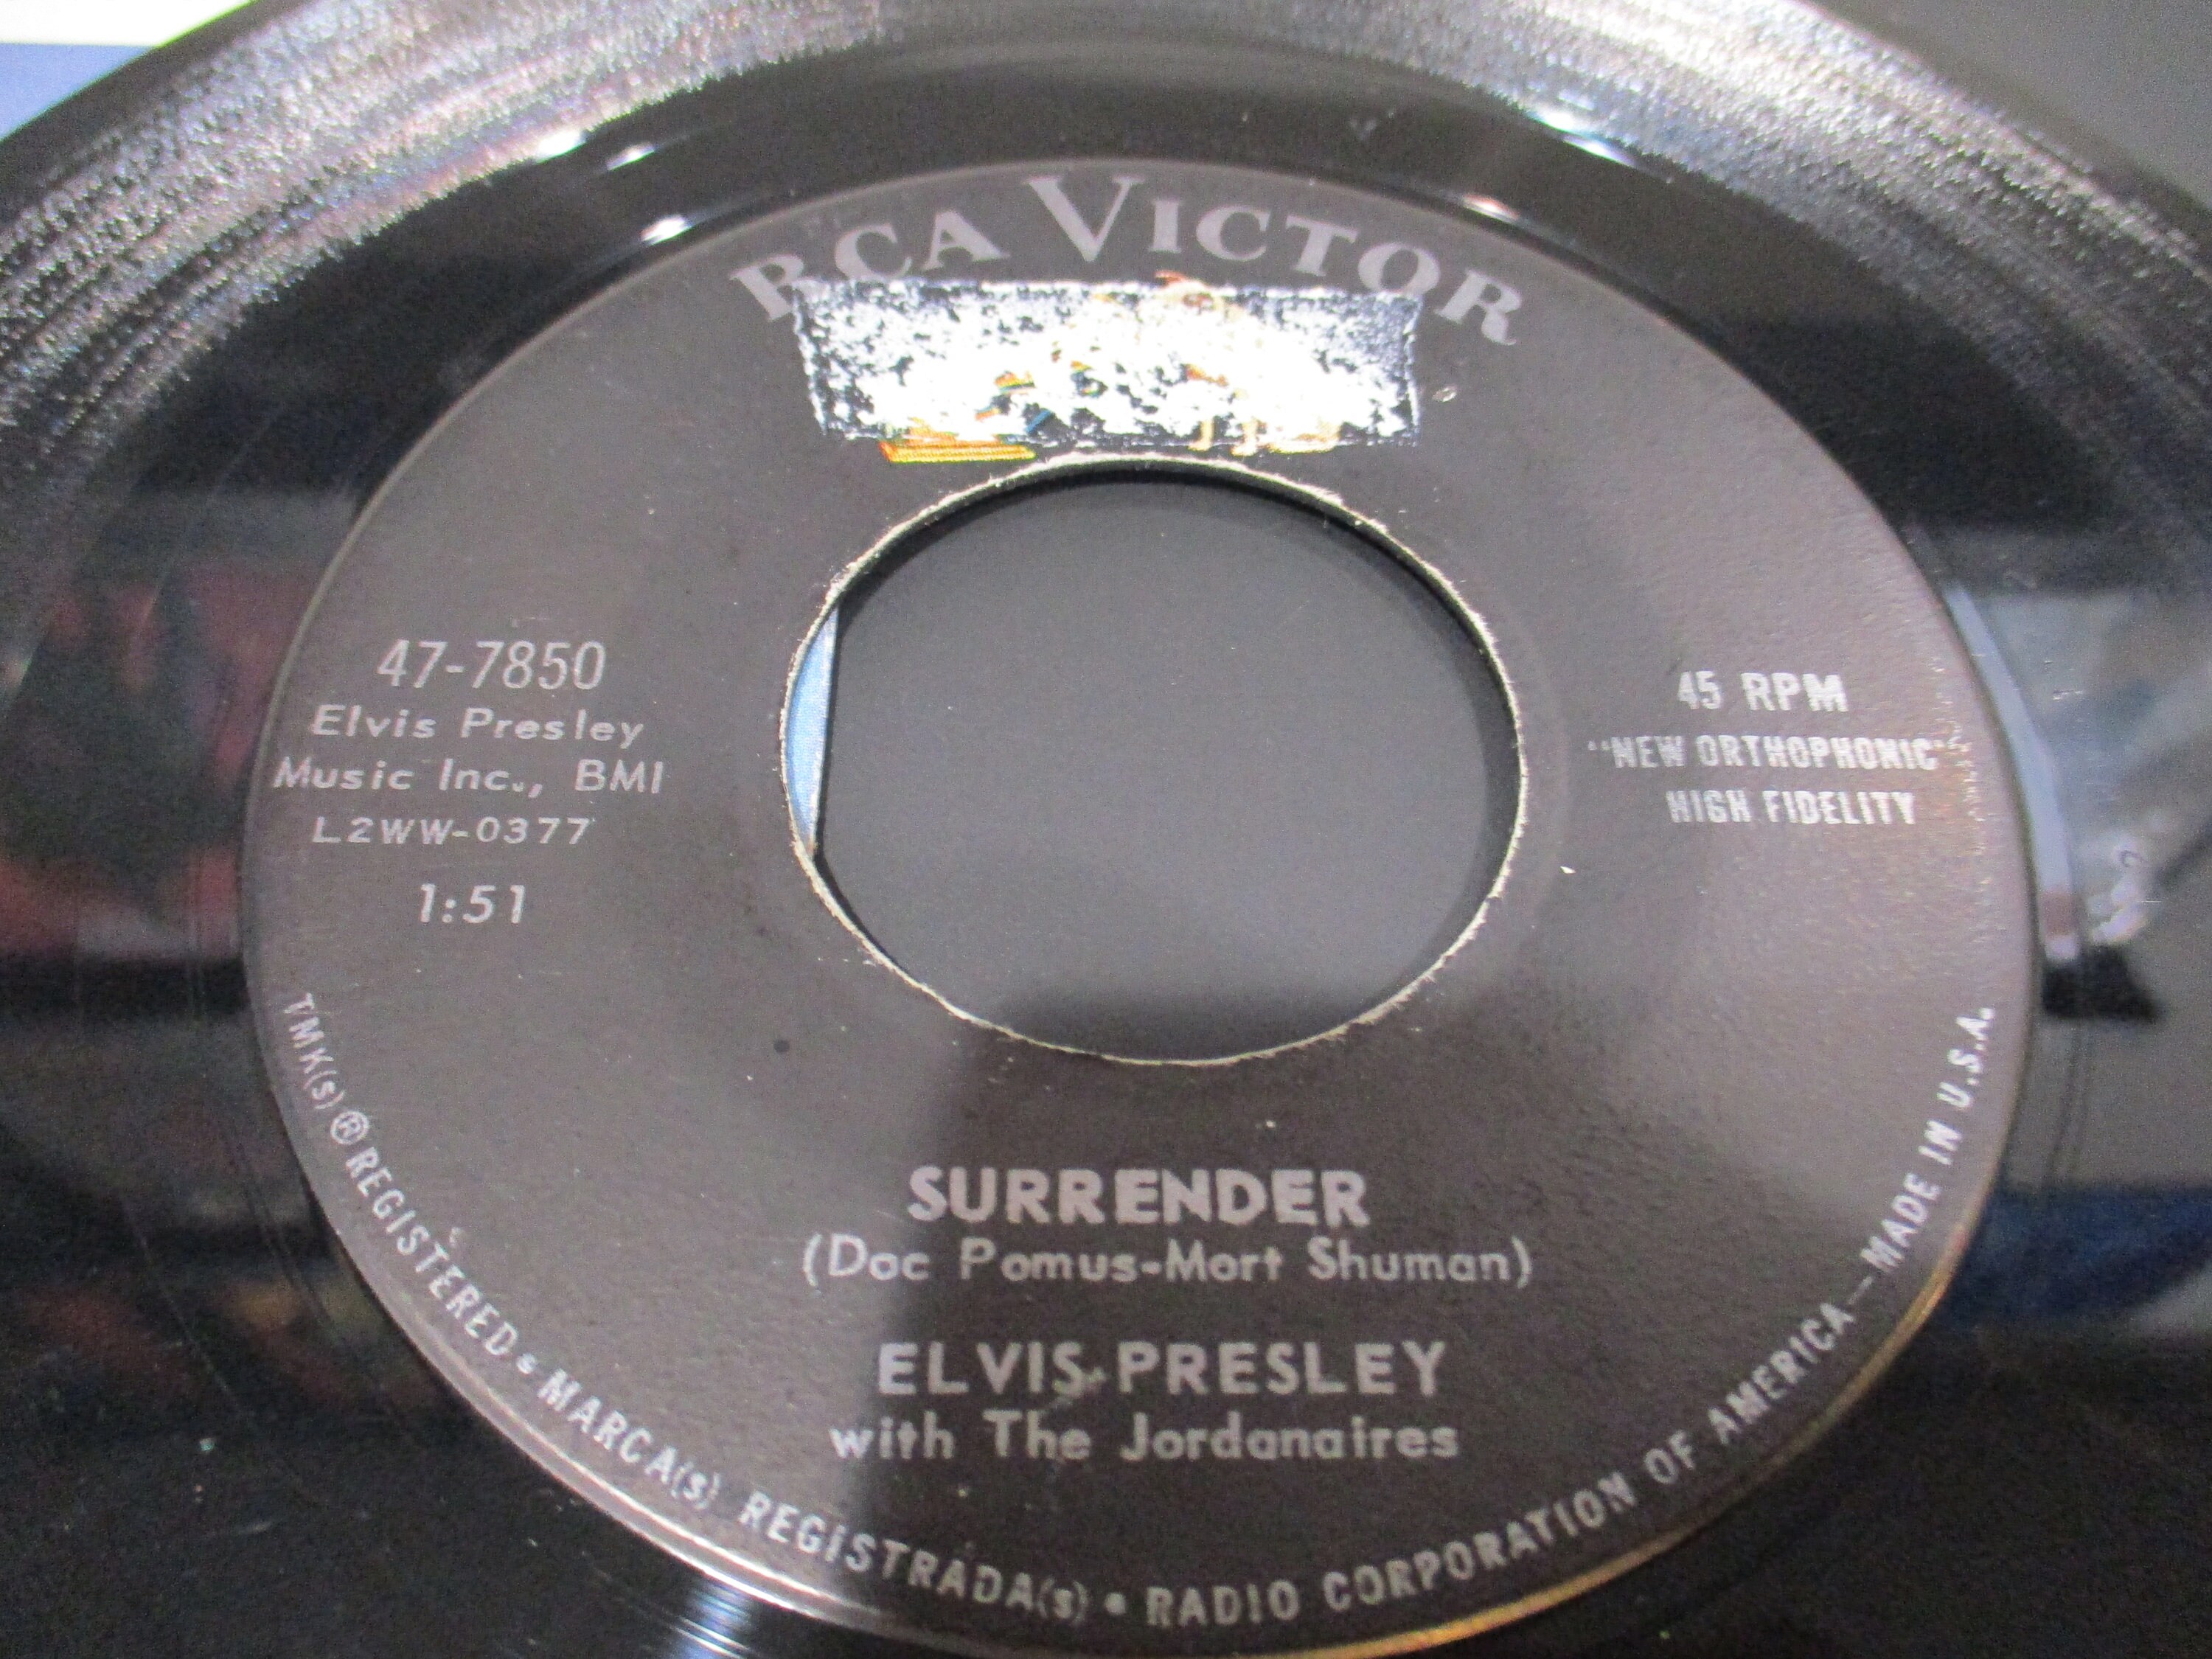 RCA VICTOR
47-7850
Elvis Presley
Music Inc., BMI
L2WW-0377
1:51
45 RPM
"NEW ORTHOPHONIC"
HIGH FIDELITY
SURRENDER
(Doc Pomus-Mort Shuman)
ELVIS PRESLEY
with The Jordanaires
TMK(s) ® REGISTERED • MARCA(s) REGISTRADA(s) • RADIO CORPORATION OF AMERICA—MADE IN U.S.A.